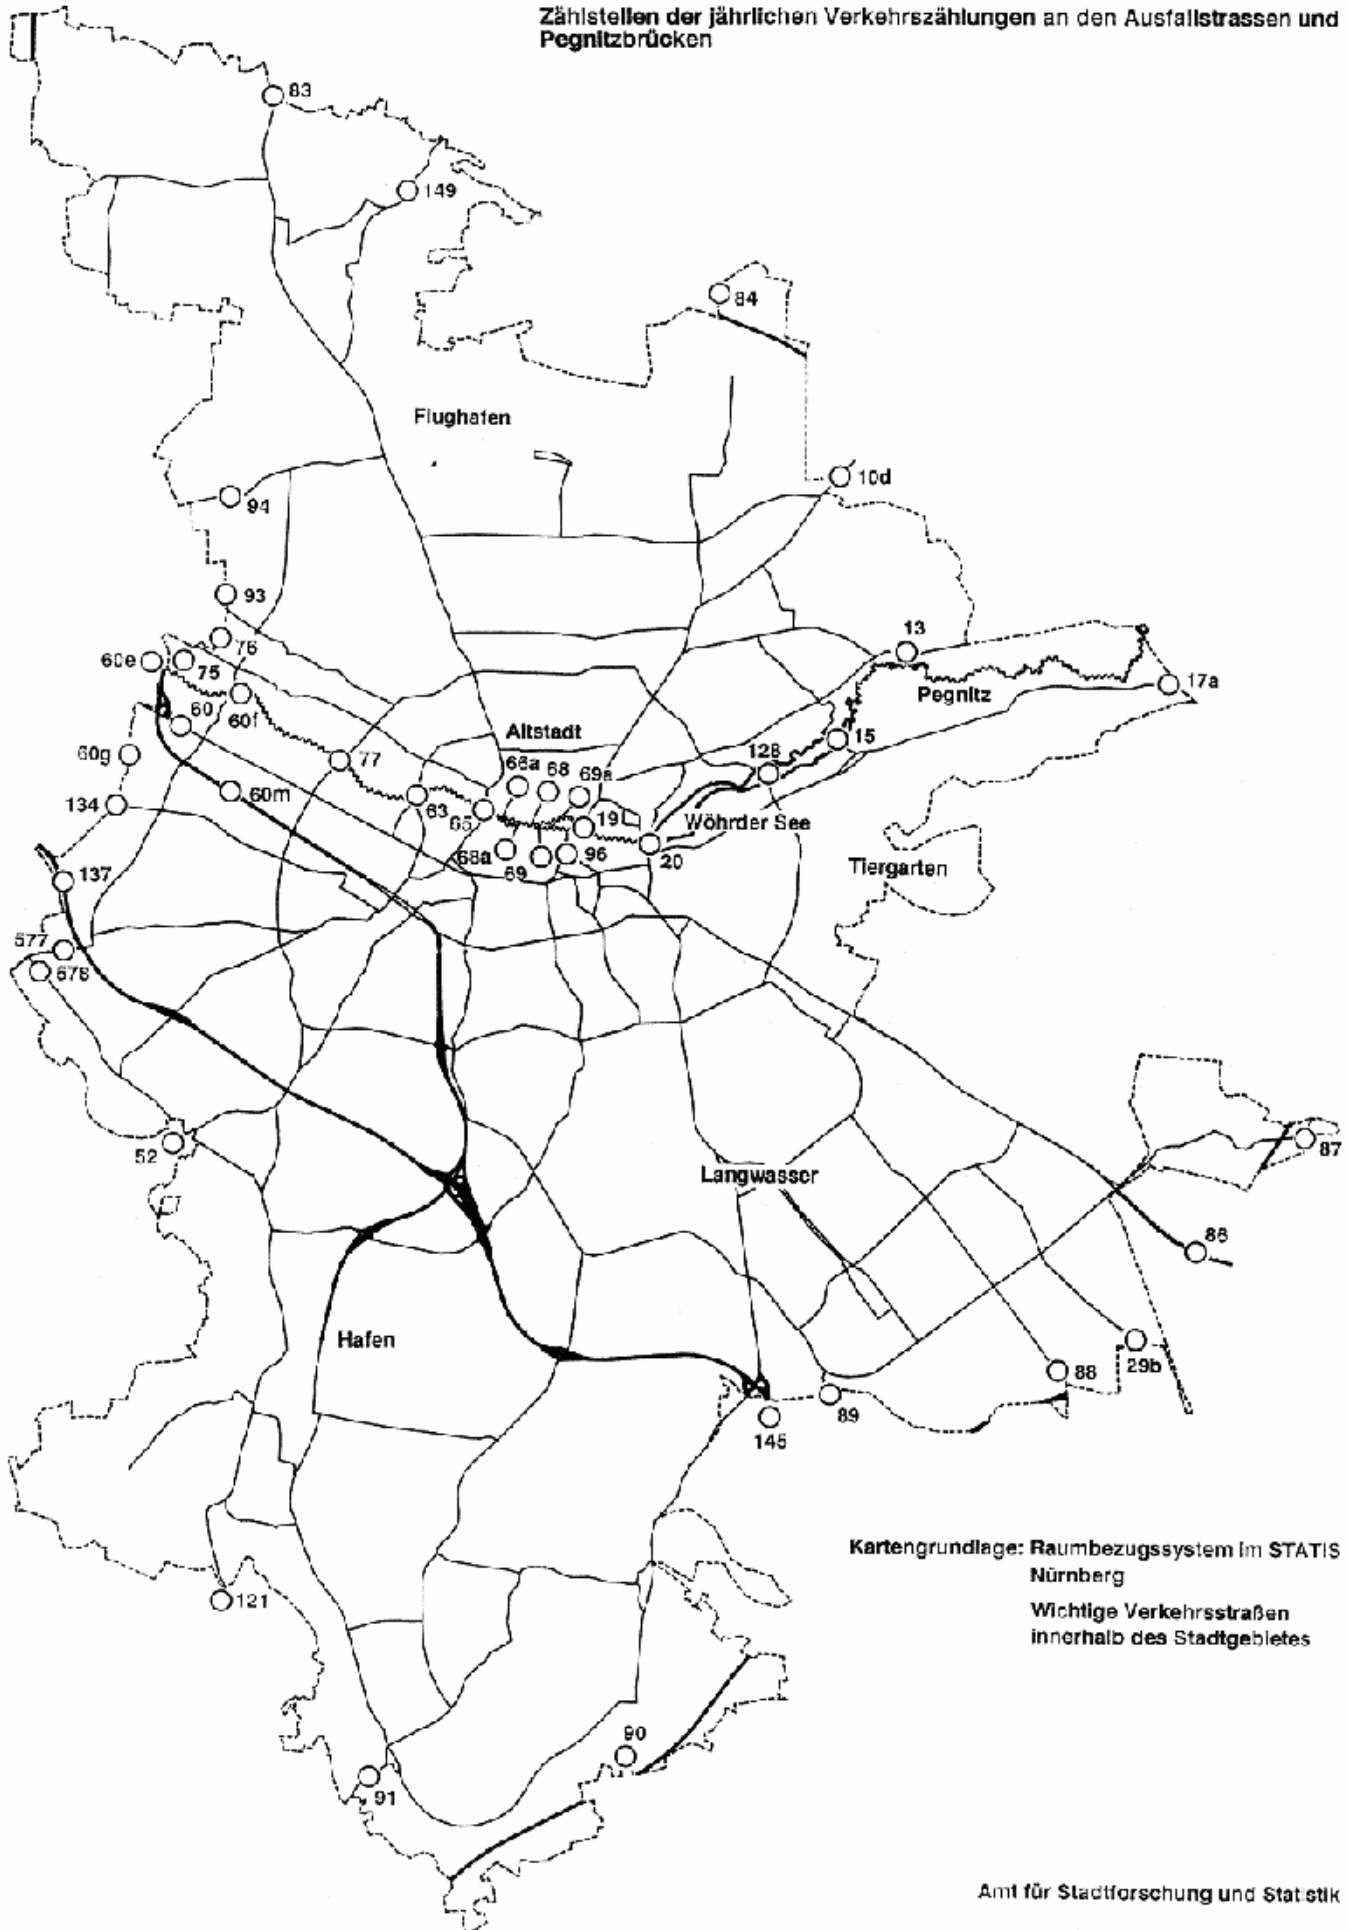 Zählstellen der jährlichen Verkehrszählungen an den Ausfallstrassen und
Pegnitzbrücken
83
149
84
Flughafen
10d
94
93
76
13
60e
75
17a
Pegnitz
60
60f
Altstadt
15
60g
77
128
66a
68
69a
60m
134
63
65
19
Wöhrder See
68a
69
96
20
Tiergarten
137
577
578
52
87
Langwasser
86
Hafen
29b
88
89
145
Kartengrundlage: Raumbezugssystem im STATIS
Nürnberg
Wichtige Verkehrsstraßen
innerhalb des Stadtgebietes
121
90
91
Amt für Stadtforschung und Statistik